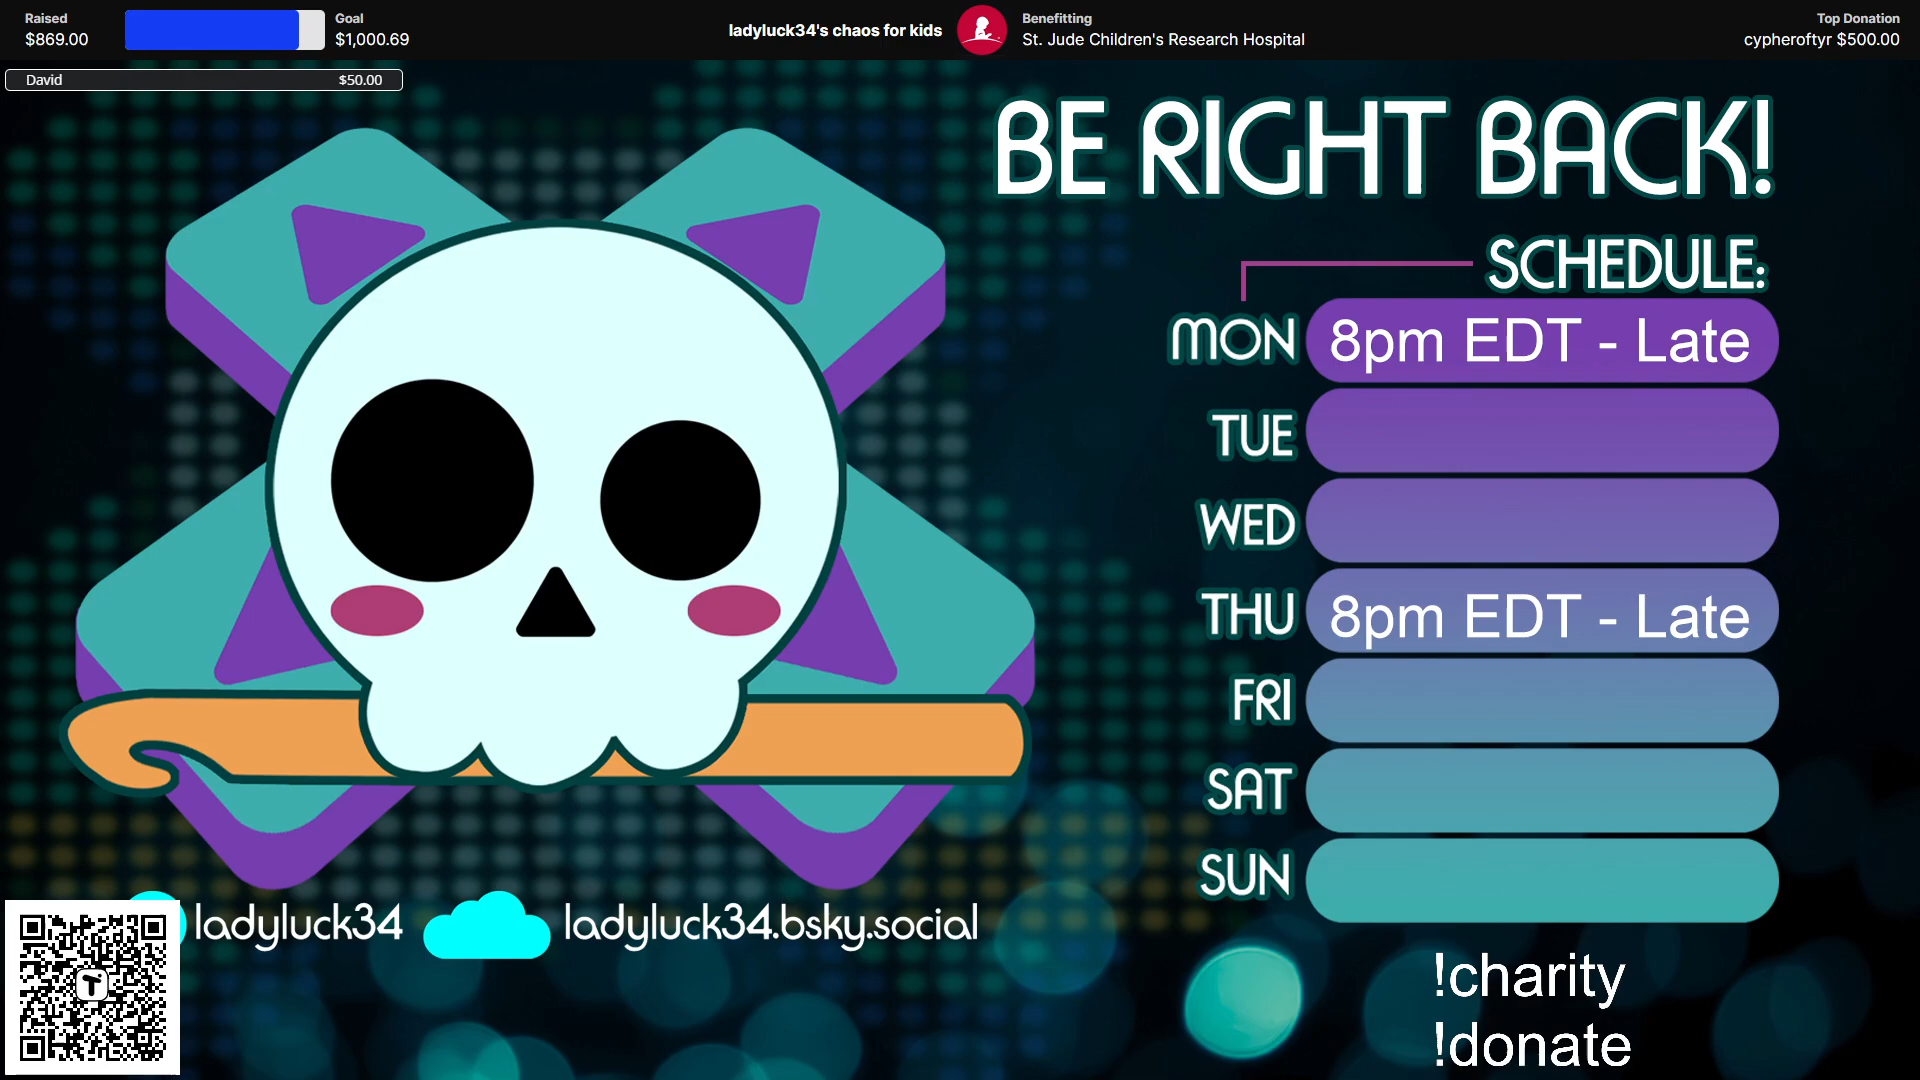 Raised
$869.00
Goal
$1,000.69
ladyluck34's chaos for kids
Benefitting
St. Jude Children's Research Hospital
Top Donation
cypheroftyr $500.00
David $50.00
BE RIGHT BACK!
SCHEDULE:
MON 8pm EDT - Late
TUE
WED
THU 8pm EDT - Late
FRI
SAT
SUN
ladyluck34
ladyluck34.bsky.social
!charity
!donate